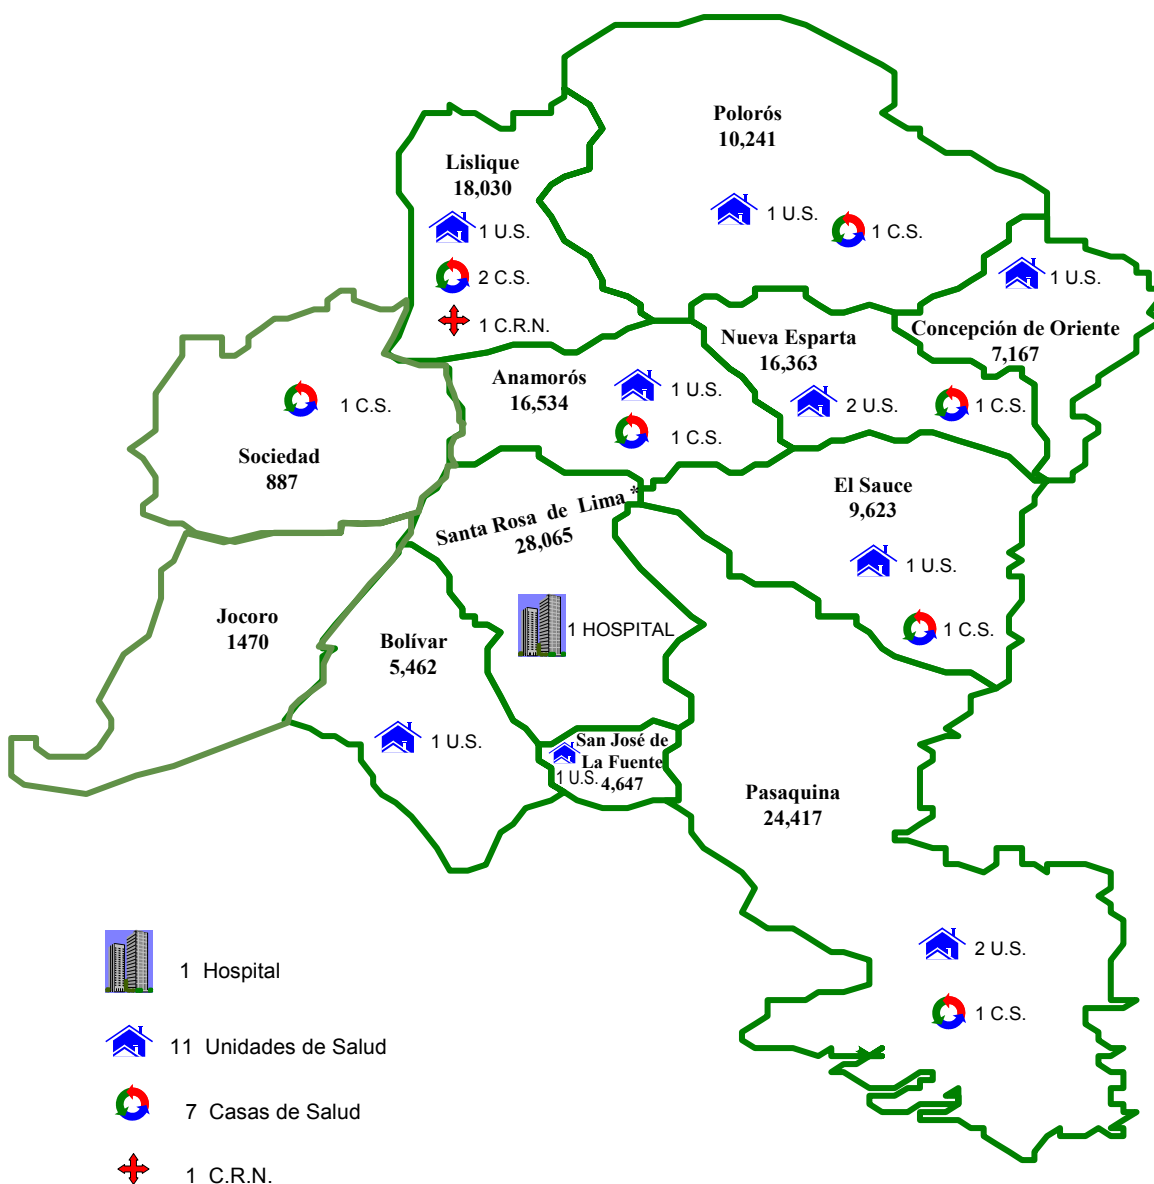 Polorós
10,241
1 U.S.
1 C.S.
Lislique
18,030
1 U.S.
2 C.S.
1 C.R.N.
1 U.S.
Concepción de Oriente
7,167
Nueva Esparta
16,363
2 U.S.
1 C.S.
Anamorós
16,534
1 U.S.
1 C.S.
1 C.S.
Sociedad
887
El Sauce
9,623
1 U.S.
1 C.S.
Santa Rosa de Lima *
28,065
1 HOSPITAL
Jocoro
1470
Bolívar
5,462
1 U.S.
San José de
La Fuente
4,647
1 U.S.
Pasaquina
24,417
2 U.S.
1 C.S.
1 Hospital
11 Unidades de Salud
7 Casas de Salud
1 C.R.N.